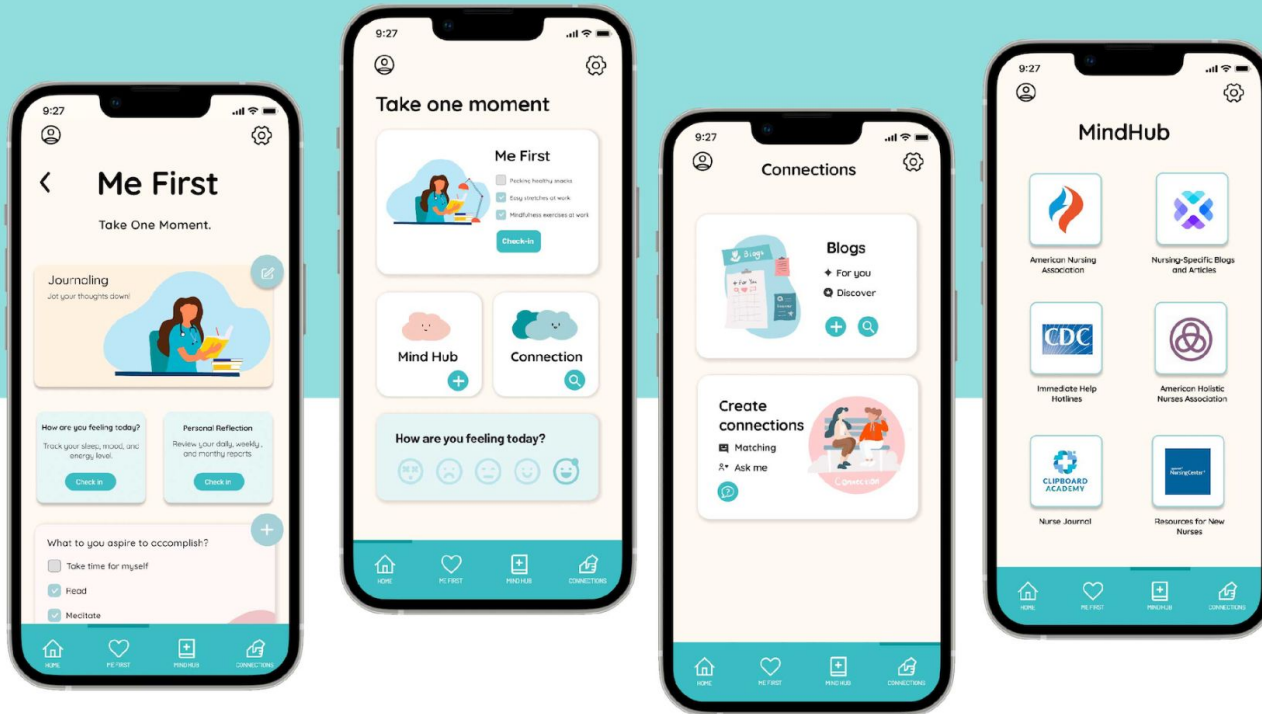 9:27
Me First
Take One Moment.
Journaling
Jot your thoughts down!
How are you feeling today?
Track your sleep, mood, and
energy level.
Check in
Personal Reflection
Review your daily, weekly,
and monthy reports
Check in
What to you aspire to accomplish?
Take time for myself
Read
Meditate
HOME
ME FIRST
MIND HUB
CONNECTIONS
9:27
Take one moment
Me First
Packing healthy snacks
Easy stretches at work
Mindfulness exercises at work
Check-in
Mind Hub
Connection
How are you feeling today?
HOME
ME FIRST
MIND HUB
CONNECTIONS
9:27
Connections
Blogs
For You
Blogs
For you
Discover
Create
connections
Matching
Ask me
Connection
HOME
ME FIRST
MIND HUB
CONNECTIONS
9:27
MindHub
American Nursing
Association
Nursing-Specific Blogs
and Articles
CDC
Immediate Help
Hotlines
American Holistic
Nurses Association
CLIPBOARD
ACADEMY
Nurse Journal
NursingCenter
Resources for New
Nurses
HOME
ME FIRST
MIND HUB
CONNECTIONS